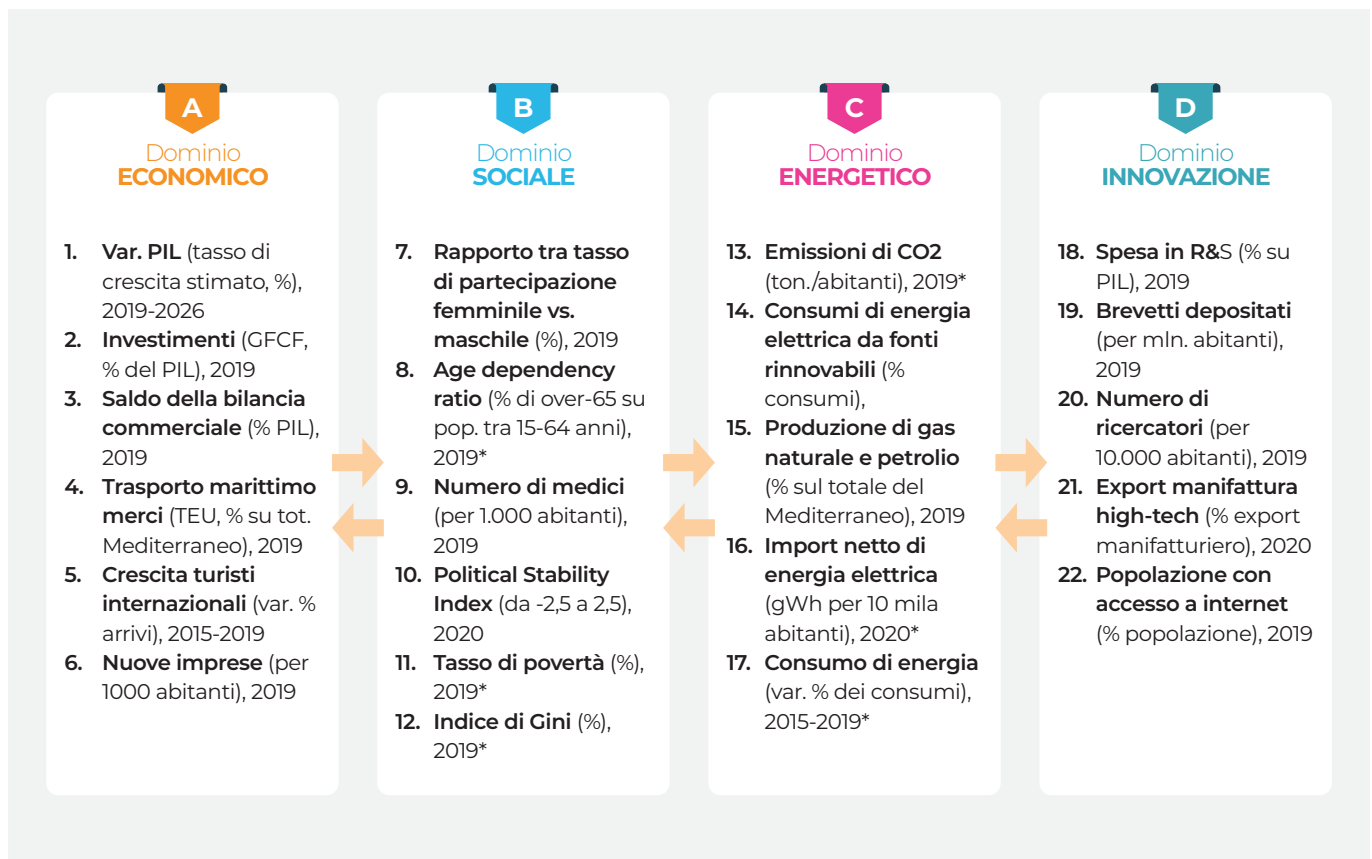 A
Dominio
ECONOMICO
1. Var. PIL (tasso di
crescita stimato, %),
2019-2026
2. Investimenti (GFCF,
% del PIL), 2019
3. Saldo della bilancia
commerciale (% PIL),
2019
4. Trasporto marittimo
merci (TEU, % su tot.
Mediterraneo), 2019
5. Crescita turisti
internazionali (var. %
arrivi), 2015-2019
6. Nuove imprese (per
1000 abitanti), 2019
B
Dominio
SOCIALE
7. Rapporto tra tasso
di partecipazione
femminile vs.
maschile (%), 2019
8. Age dependency
ratio (% di over-65 su
pop. tra 15-64 anni),
2019*
9. Numero di medici
(per 1.000 abitanti),
2019
10. Political Stability
Index (da -2,5 a 2,5),
2020
11. Tasso di povertà (%),
2019*
12. Indice di Gini (%),
2019*
C
Dominio
ENERGETICO
13. Emissioni di CO2
(ton./abitanti), 2019*
14. Consumi di energia
elettrica da fonti
rinnovabili (%
consumi),
15. Produzione di gas
naturale e petrolio
(% sul totale del
Mediterraneo), 2019
16. Import netto di
energia elettrica
(gWh per 10 mila
abitanti), 2020*
17. Consumo di energia
(var. % dei consumi),
2015-2019*
D
Dominio
INNOVAZIONE
18. Spesa in R&S (% su
PIL), 2019
19. Brevetti depositati
(per mln. abitanti),
2019
20. Numero di
ricercatori (per
10.000 abitanti), 2019
21. Export manifattura
high-tech (% export
manifatturiero), 2020
22. Popolazione con
accesso a internet
(% popolazione), 2019